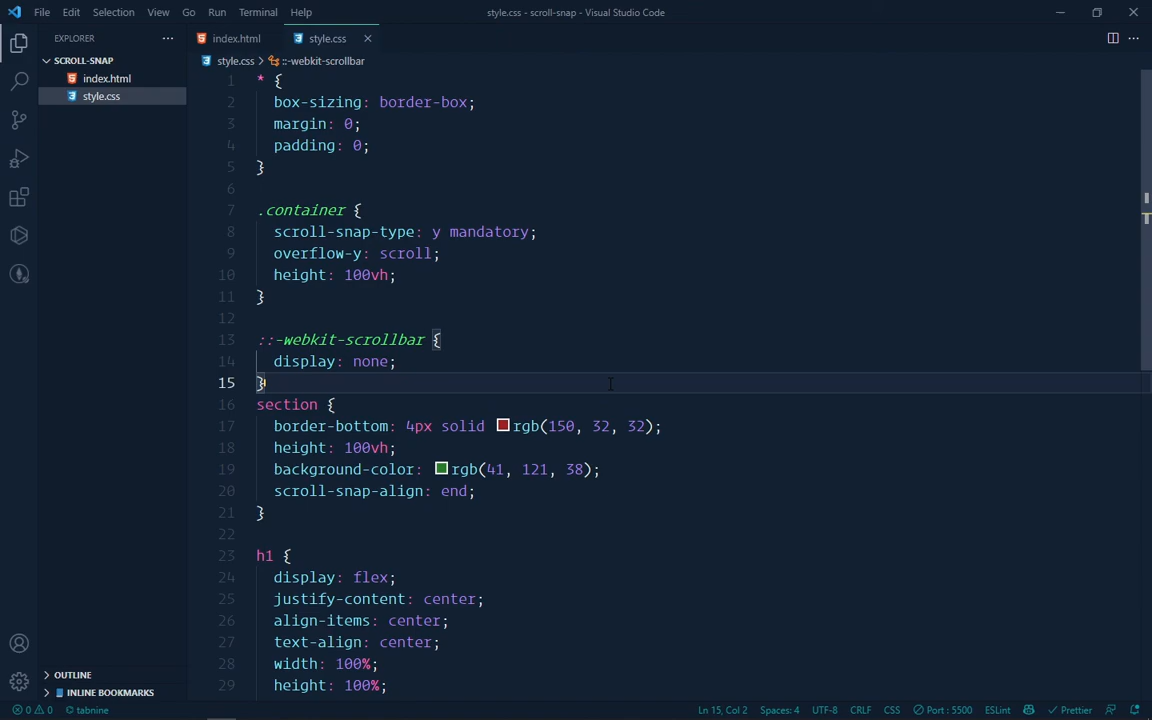 File Edit Selection View Go Run Terminal Help
style.css - scroll-snap - Visual Studio Code
EXPLORER
SCROLL-SNAP
index.html
style.css
OUTLINE
INLINE BOOKMARKS
index.html
style.css
style.css > ::-webkit-scrollbar
1 * {
2 box-sizing: border-box;
3 margin: 0;
4 padding: 0;
5 }
6
7 .container {
8 scroll-snap-type: y mandatory;
9 overflow-y: scroll;
10 height: 100vh;
11 }
12
13 ::-webkit-scrollbar {
14 display: none;
15 }
16 section {
17 border-bottom: 4px solid rgb(150, 32, 32);
18 height: 100vh;
19 background-color: rgb(41, 121, 38);
20 scroll-snap-align: end;
21 }
22
23 h1 {
24 display: flex;
25 justify-content: center;
26 align-items: center;
27 text-align: center;
28 width: 100%;
29 height: 100%;
0 0 tabnine Ln 15, Col 2 Spaces: 4 UTF-8 CRLF CSS Port : 5500 ESLint Prettier